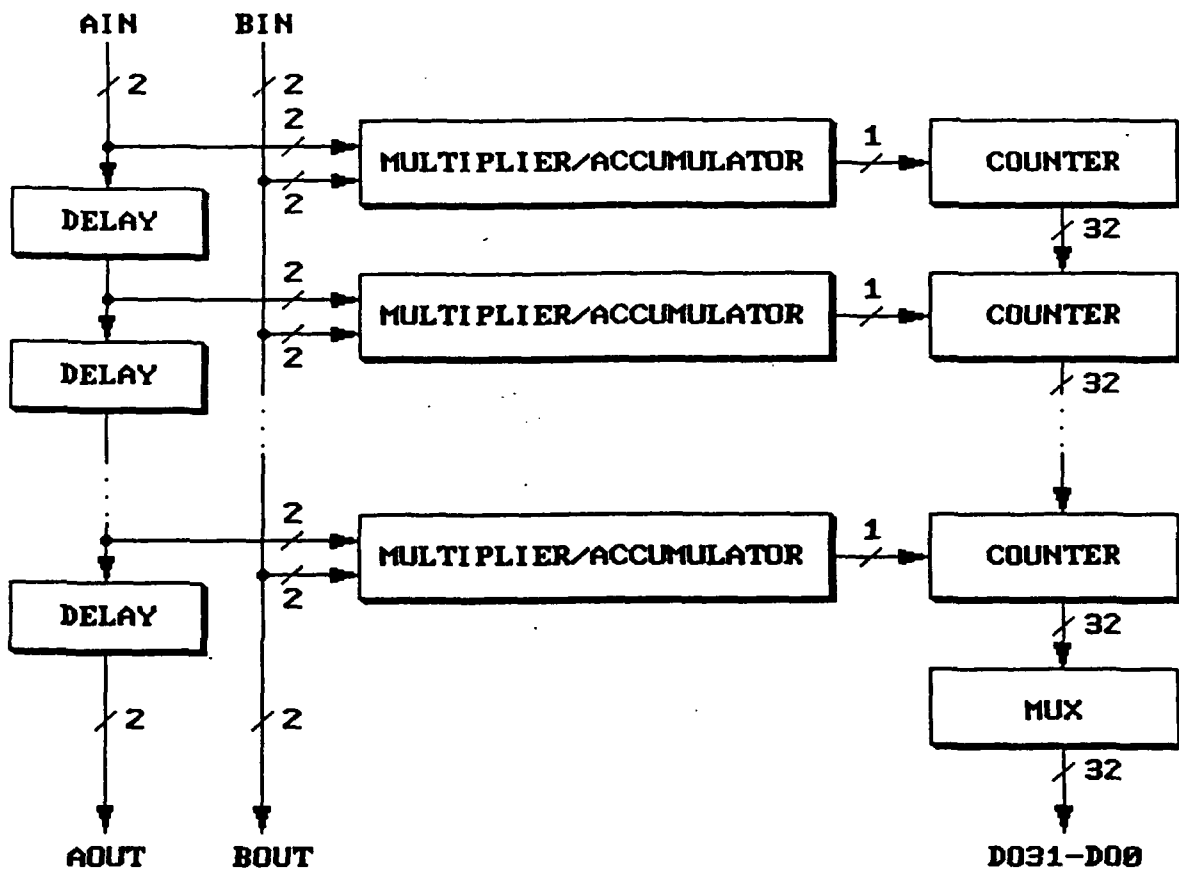 AIN BIN
2 2
2
MULTIPLIER/ACCUMULATOR
1
COUNTER
2
DELAY
32
2
MULTIPLIER/ACCUMULATOR
1
COUNTER
2
DELAY
32
2
MULTIPLIER/ACCUMULATOR
1
COUNTER
2
DELAY
32
MUX
2 2
32
AOUT BOUT DO31-DO0